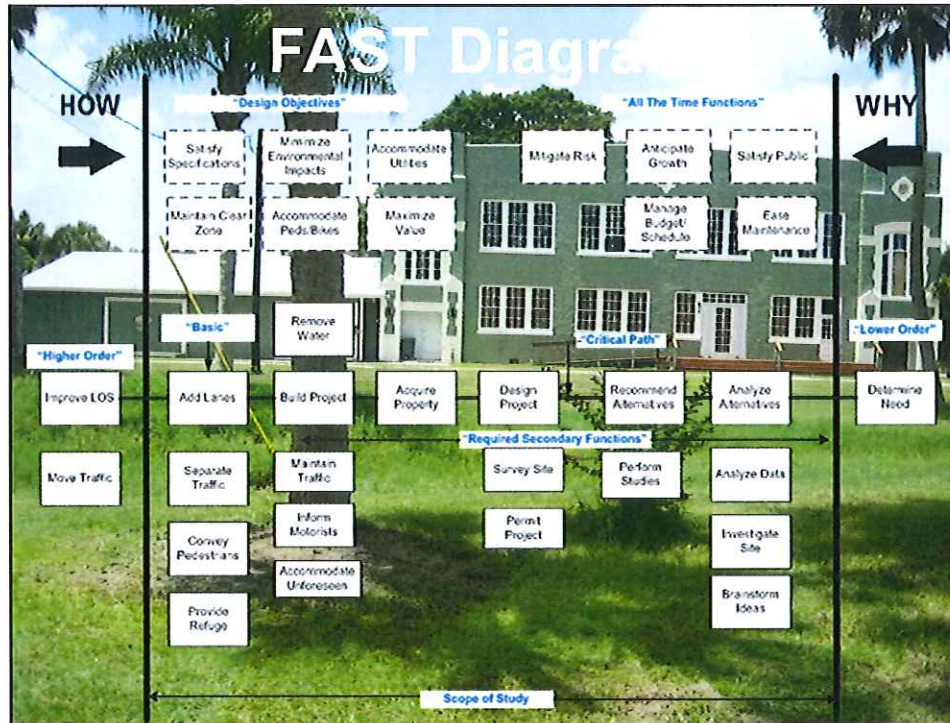 FAST Diagra
HOW
"Design Objectives"
"All The Time Functions"
WHY
Satisfy
Specifications
Minimize
Environmental
Impacts
Accommodate
Utilities
Mitigate Risk
Anticipate
Growth
Satisfy Public
Maintain Clear
Zone
Accommodate
Peds/Bikes
Maximize
Value
Manage
Budget/
Schedule
Ease
Maintenance
"Higher Order"
"Basic"
Remove
Water
"Critical Path"
"Lower Order"
Improve LOS
Add Lanes
Build Project
Acquire
Property
Design
Project
Recommend
Alternatives
Analyze
Alternatives
Determine
Need
"Required Secondary Functions"
Move Traffic
Separate
Traffic
Maintain
Traffic
Survey Site
Perform
Studies
Analyze Data
Convey
Pedestrians
Inform
Motorists
Permit
Project
Investigate
Site
Provide
Refuge
Accommodate
Unforeseen
Brainstorm
Ideas
Scope of Study